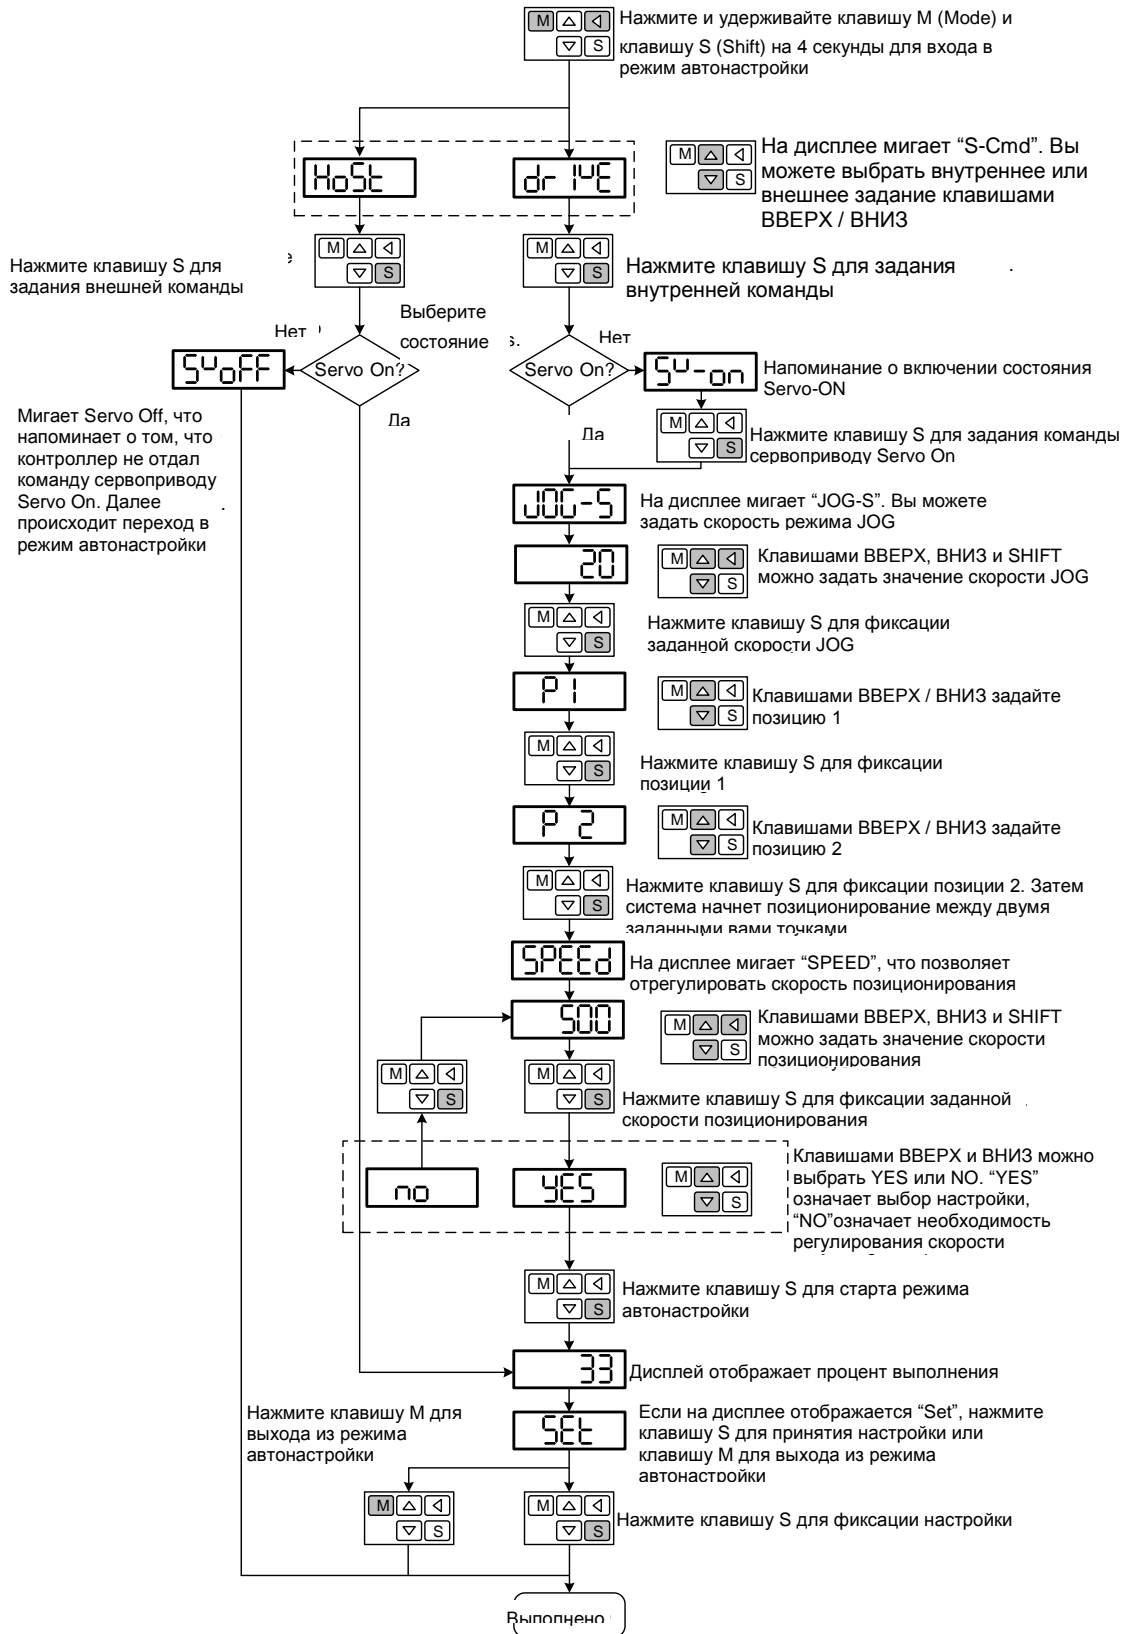 M
S
Нажмите и удерживайте клавишу M (Mode) и
клавишу S (Shift) на 4 секунды для входа в
режим автонастройки
HoSt
driVE
M
S
На дисплее мигает “S-Cmd”. Вы
можете выбрать внутреннее или
внешнее задание клавишами
ВВЕРХ / ВНИЗ
Нажмите клавишу S для
задания внешней команды
M
S
M
S
Нажмите клавишу S для задания
внутренней команды
Выберите
состояние
Нет
s.
Нет
SvoFF
Servo On?
Servo On?
Sv-on
Напоминание о включении состояния
Servo-ON
Да
Да
M
S
Нажмите клавишу S для задания команды
сервоприводу Servo On
Мигает Servo Off, что
напоминает о том, что
контроллер не отдал
команду сервоприводу
Servo On. Далее
происходит переход в
режим автонастройки
JOG-S
На дисплее мигает “JOG-S”. Вы можете
задать скорость режима JOG
20
M
S
Клавишами ВВЕРХ, ВНИЗ и SHIFT
можно задать значение скорости JOG
M
S
Нажмите клавишу S для фиксации
заданной скорости JOG
P1
M
S
Клавишами ВВЕРХ / ВНИЗ задайте
позицию 1
M
S
Нажмите клавишу S для фиксации
позиции 1
P 2
M
S
Клавишами ВВЕРХ / ВНИЗ задайте
позицию 2
M
S
Нажмите клавишу S для фиксации позиции 2. Затем
система начнет позиционирование между двумя
заданными вами точками
SPEEd
На дисплее мигает “SPEED”, что позволяет
отрегулировать скорость позиционирования
500
M
S
Клавишами ВВЕРХ, ВНИЗ и SHIFT
можно задать значение скорости
позиционирования
M
S
M
S
Нажмите клавишу S для фиксации заданной
скорости позиционирования
no
YES
M
S
Клавишами ВВЕРХ и ВНИЗ можно
выбрать YES или NO. “YES”
означает выбор настройки,
“NO”означает необходимость
регулирования скорости
M
S
Нажмите клавишу S для старта режима
автонастройки
33
Дисплей отображает процент выполнения
SEt
Если на дисплее отображается “Set”, нажмите
клавишу S для принятия настройки или
клавишу M для выхода из режима
автонастройки
Нажмите клавишу M для
выхода из режима
автонастройки
M
S
M
S
Нажмите клавишу S для фиксации настройки
Выполнено